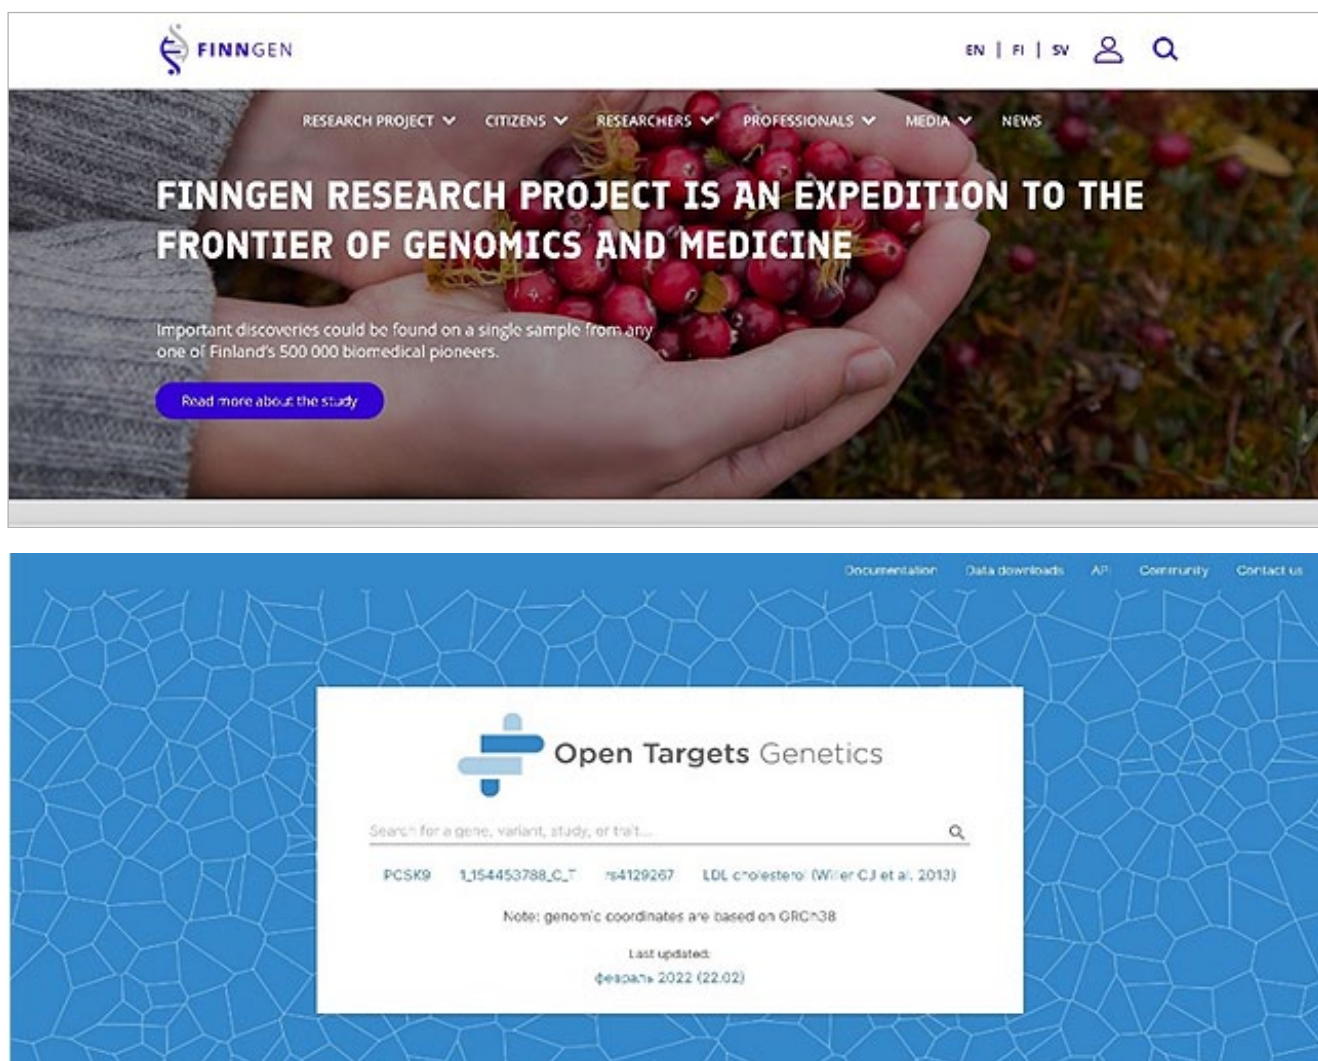 FINNGEN
EN | FI | SV
RESEARCH PROJECT CITIZENS RESEARCHERS PROFESSIONALS MEDIA NEWS
FINNGEN RESEARCH PROJECT IS AN EXPEDITION TO THE
FRONTIER OF GENOMICS AND MEDICINE
Important discoveries could be found on a single sample from any
one of Finland's 500 000 biomedical pioneers.
Read more about the study
Documentation Data downloads API Community Contact us
Open Targets Genetics
Search for a gene, variant, study, or trait...
PCSK9 1_154453788_C_T rs4129267 LDL cholesterol (Willer CJ et al. 2013)
Note: genomic coordinates are based on GRCh38
Last updated:
февраль 2022 (22.02)